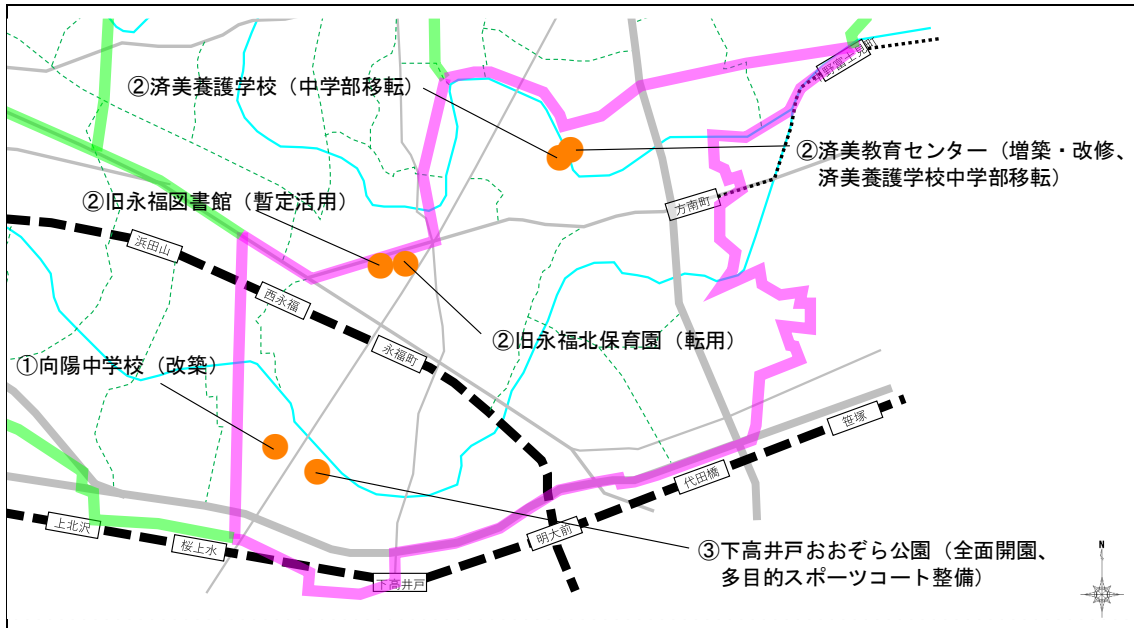 ②済美養護学校（中学部移転）
野富士見町
②済美教育センター（増築・改修、
済美養護学校中学部移転）
②旧永福図書館（暫定活用）
方南町
浜田山
西永福
②旧永福北保育園（転用）
永福町
①向陽中学校（改築）
笹塚
代田橋
上北沢
桜上水
明大前
下高井戸
③下高井戸おおぞら公園（全面開園、
多目的スポーツコート整備）
N